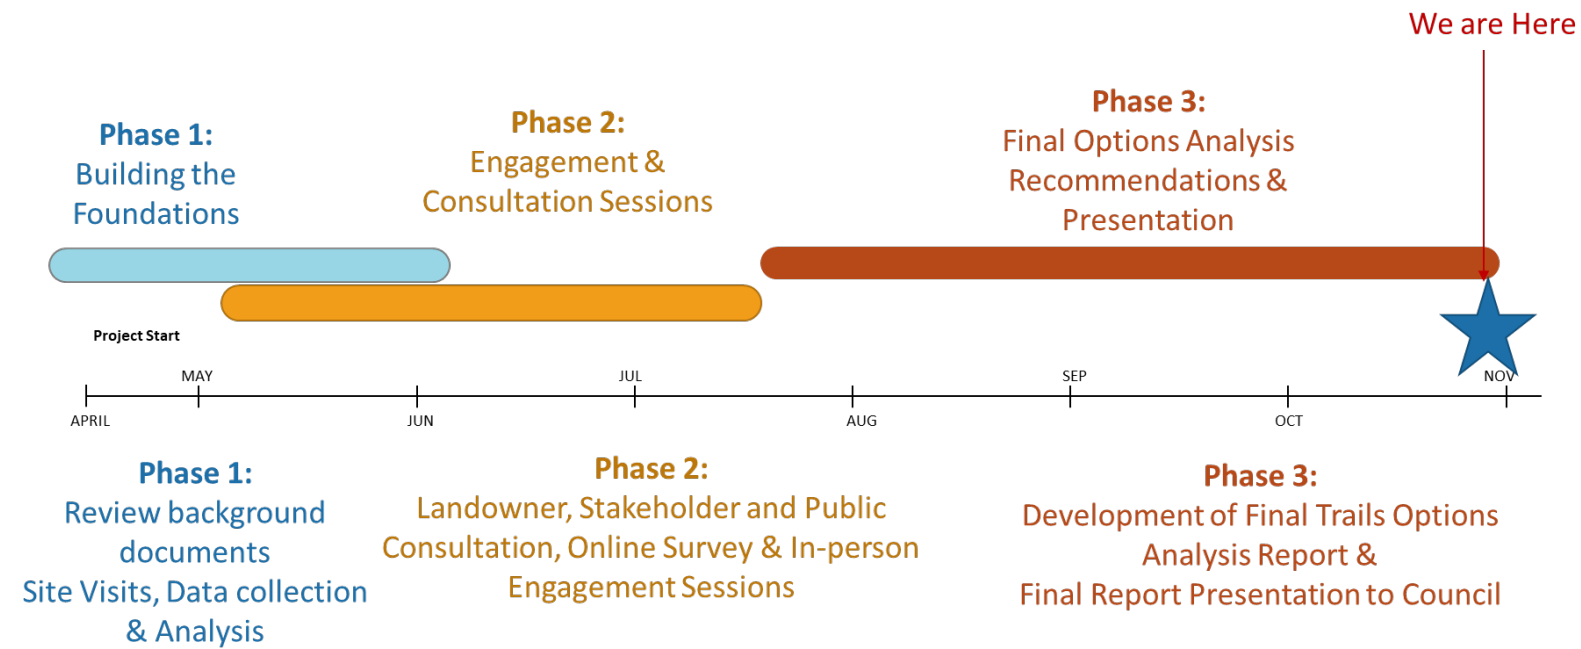 We are Here
Phase 1:
Building the
Foundations
Phase 2:
Engagement &
Consultation Sessions
Phase 3:
Final Options Analysis
Recommendations &
Presentation
Project Start
MAY
JUL
SEP
NOV
APRIL
JUN
AUG
OCT
Phase 1:
Review background
documents
Site Visits, Data collection
& Analysis
Phase 2:
Landowner, Stakeholder and Public
Consultation, Online Survey & In-person
Engagement Sessions
Phase 3:
Development of Final Trails Options
Analysis Report &
Final Report Presentation to Council